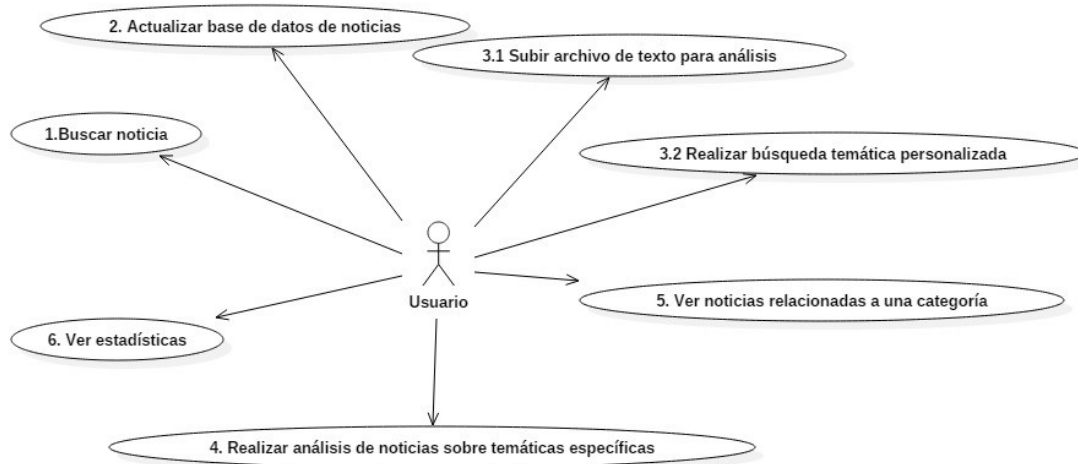 2. Actualizar base de datos de noticias
3.1 Subir archivo de texto para análisis
1.Buscar noticia
3.2 Realizar búsqueda temática personalizada
Usuario
5. Ver noticias relacionadas a una categoría
6. Ver estadísticas
4. Realizar análisis de noticias sobre temáticas específicas